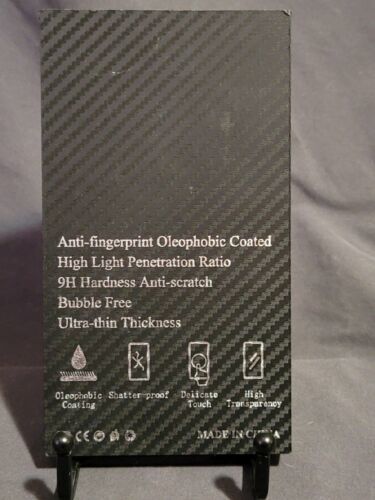 Anti-fingerprint Oleophobic Coated
High Light Penetration Ratio
9H Hardness Anti-scratch
Bubble Free
Ultra-thin Thickness
Oleophobic Coating
Shatter-proof
Delicate Touch
High Transparency
CE
MADE IN CHINA